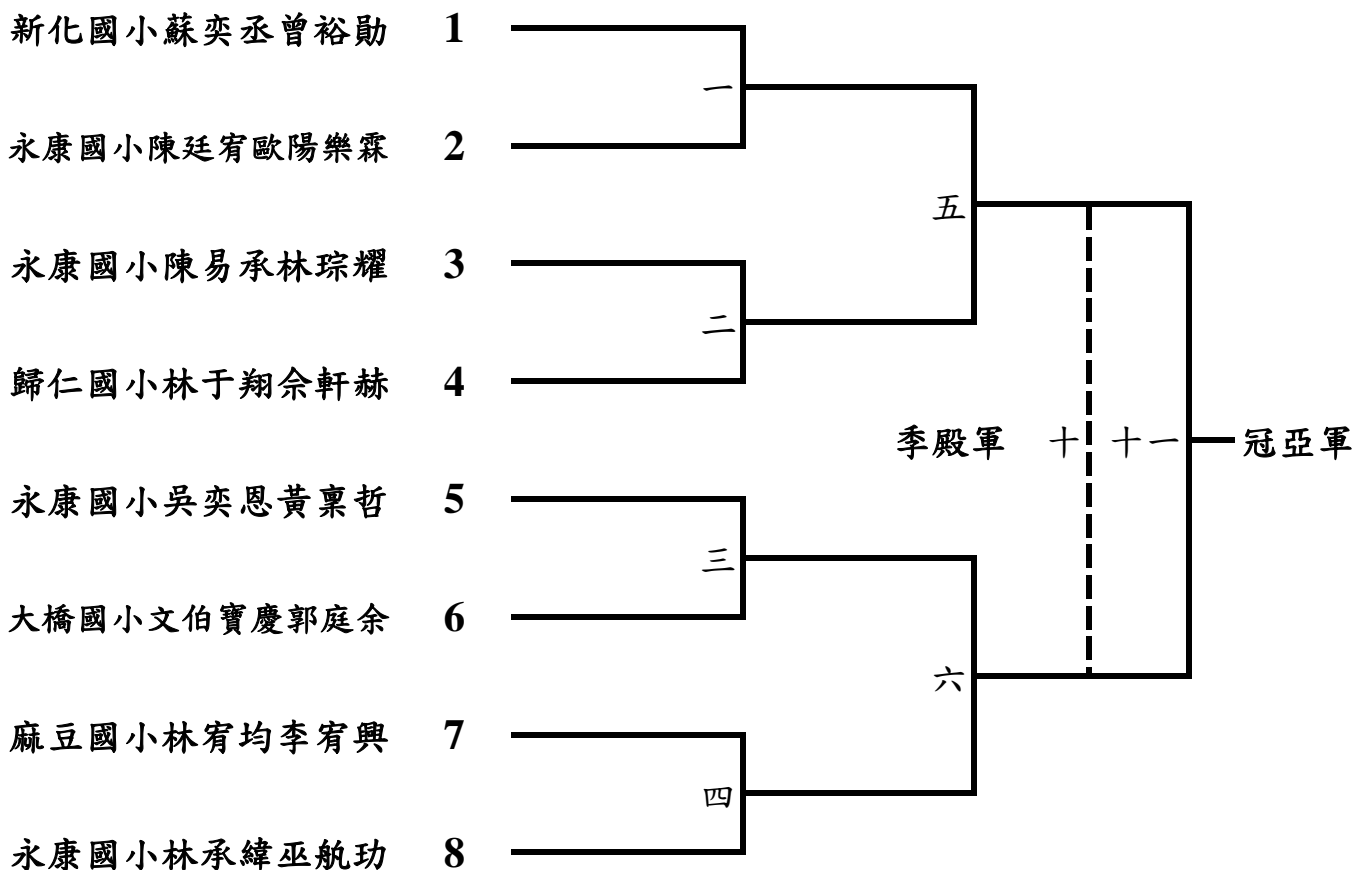 新化國小蘇奕丞曾裕勛 1
一
永康國小陳廷宥歐陽樂霖 2
五
永康國小陳易承林琮耀 3
二
歸仁國小林于翔佘軒赫 4
季殿軍 十 十一 冠亞軍
永康國小吳奕恩黃稟哲 5
三
大橋國小文伯寶慶郭庭余 6
六
麻豆國小林宥均李宥興 7
四
永康國小林承緯巫航玏 8